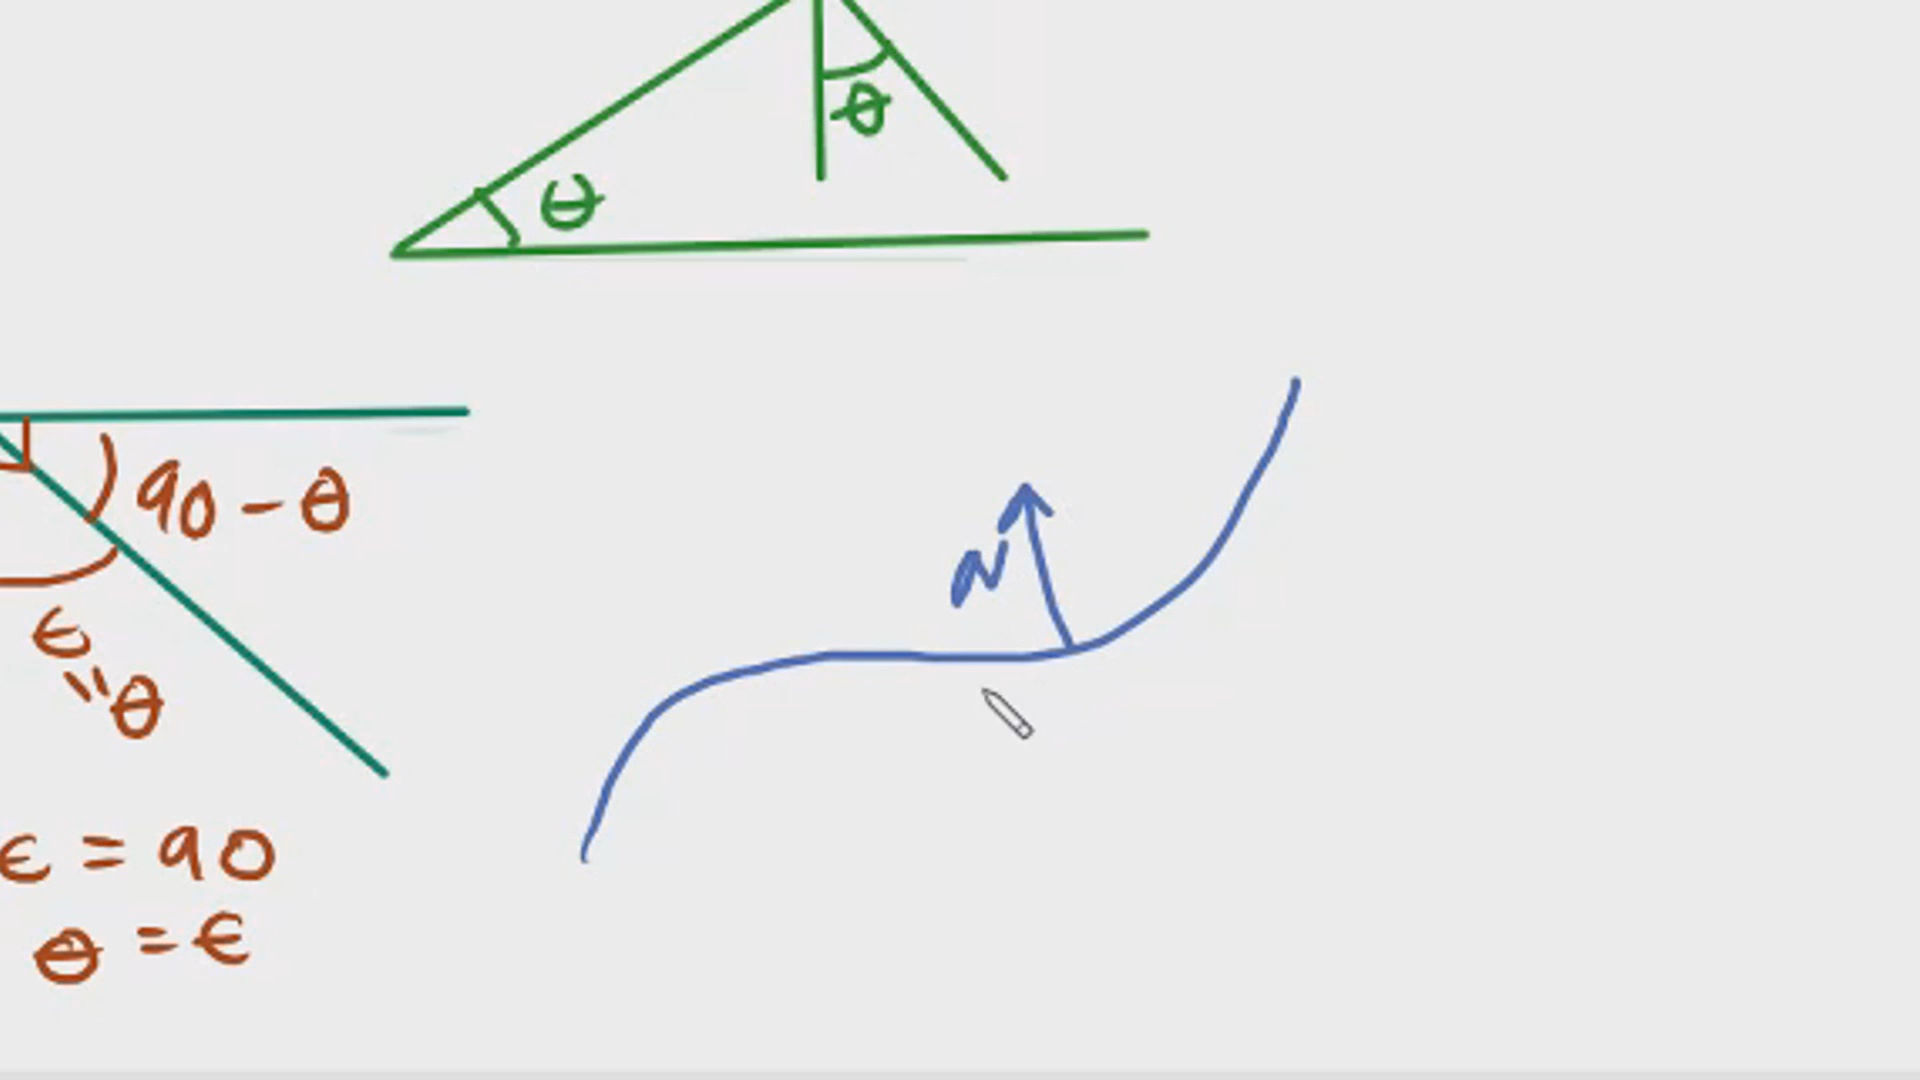 θ
θ
90 - θ
N
ϵ
"θ
ϵ = 90
θ = ϵ